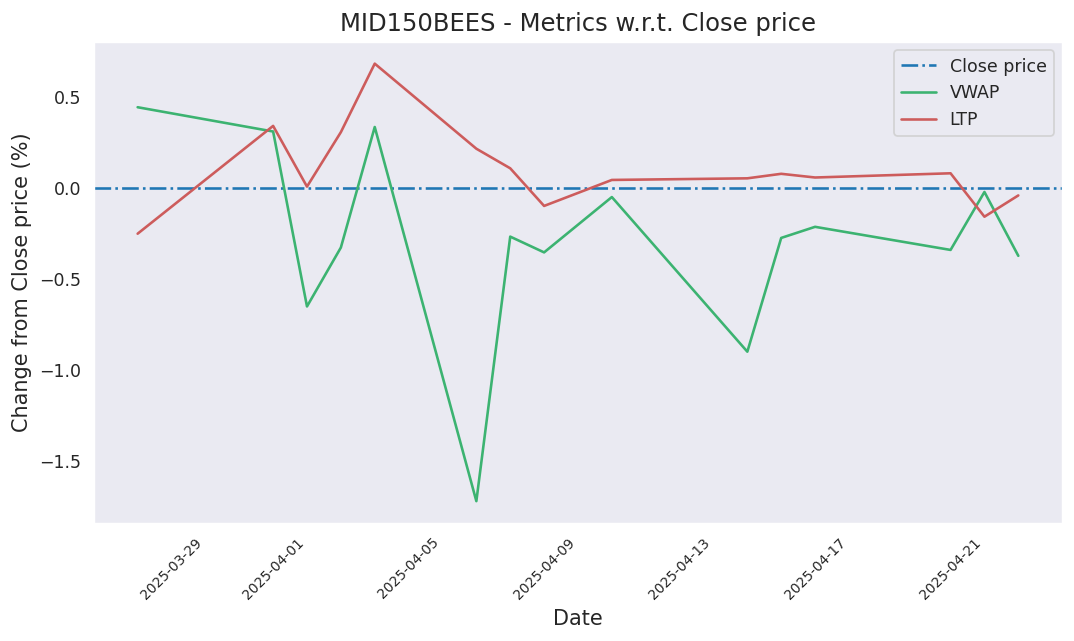 MID150BEES - Metrics w.r.t. Close price
Close price
VWAP
LTP
Change from Close price (%)
0.5
0.0
−0.5
−1.0
−1.5
2025-03-29
2025-04-01
2025-04-05
2025-04-09
2025-04-13
2025-04-17
2025-04-21
Date